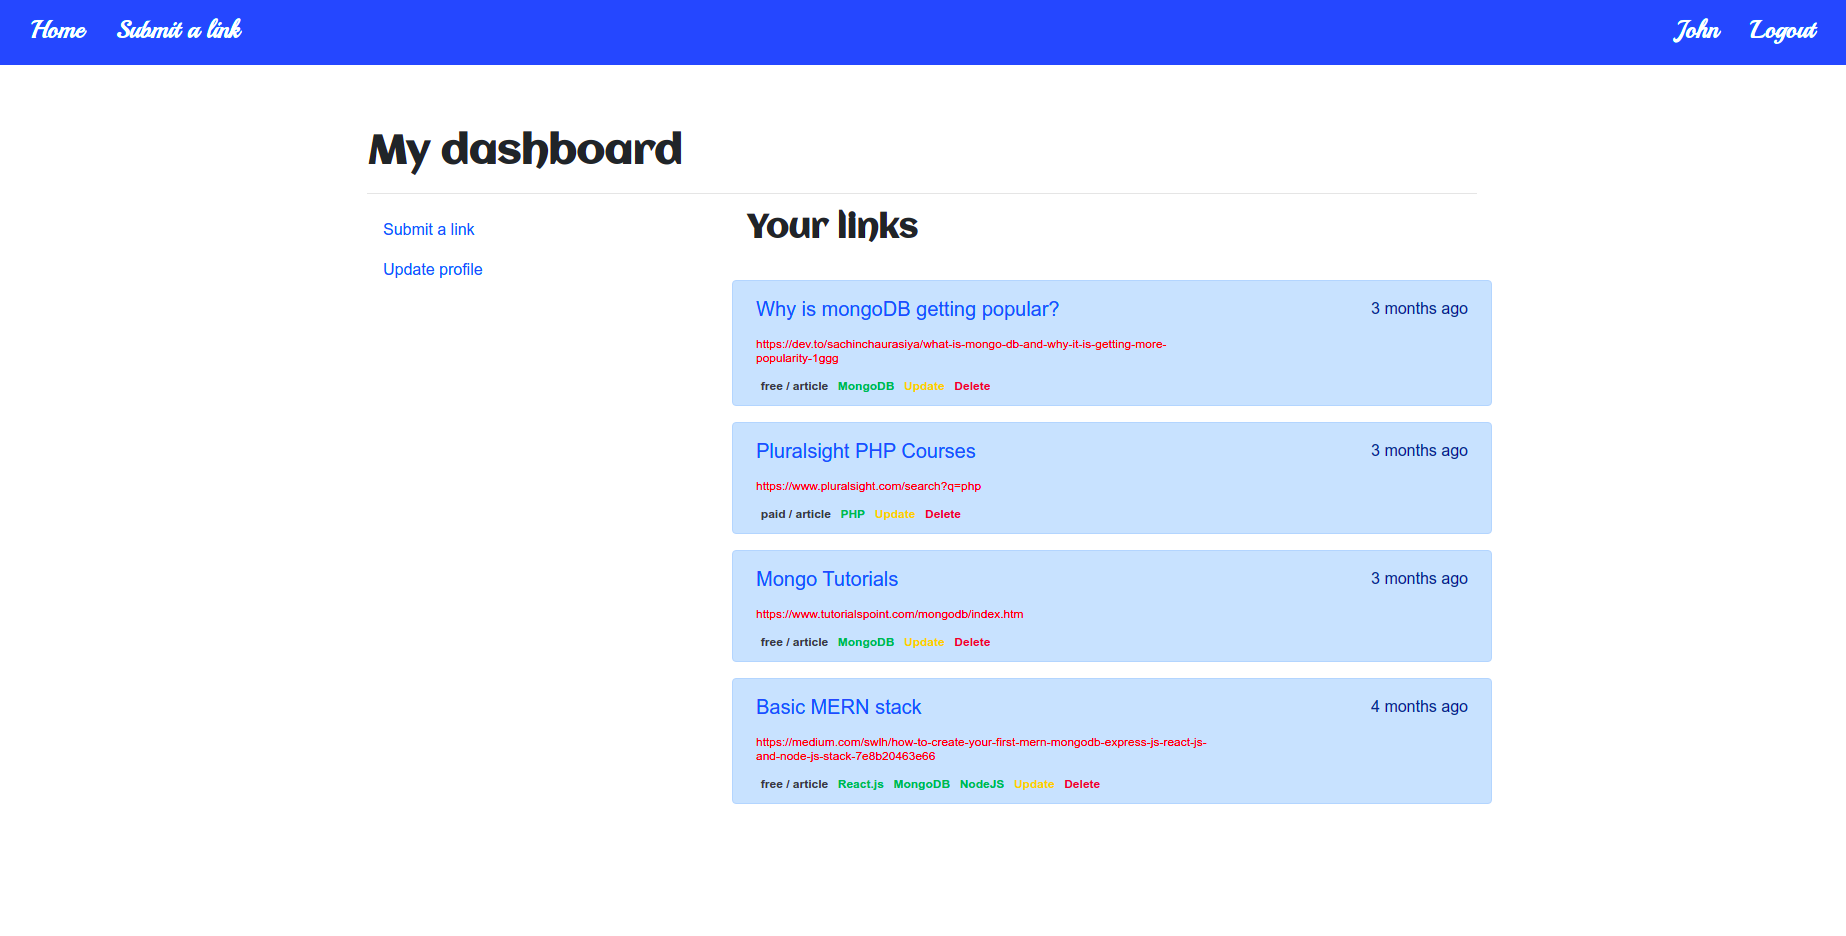 Home Submit a link John Logout
My dashboard
Submit a link
Update profile
Your links
Why is mongoDB getting popular? 3 months ago
https://dev.to/sachinchaurasiya/what-is-mongo-db-and-why-it-is-getting-more-
popularity-1ggg
free / article MongoDB Update Delete
Pluralsight PHP Courses 3 months ago
https://www.pluralsight.com/search?q=php
paid / article PHP Update Delete
Mongo Tutorials 3 months ago
https://www.tutorialspoint.com/mongodb/index.htm
free / article MongoDB Update Delete
Basic MERN stack 4 months ago
https://medium.com/swlh/how-to-create-your-first-mern-mongodb-express-js-react-js-
and-node-js-stack-7e8b20463e66
free / article React.js MongoDB NodeJS Update Delete